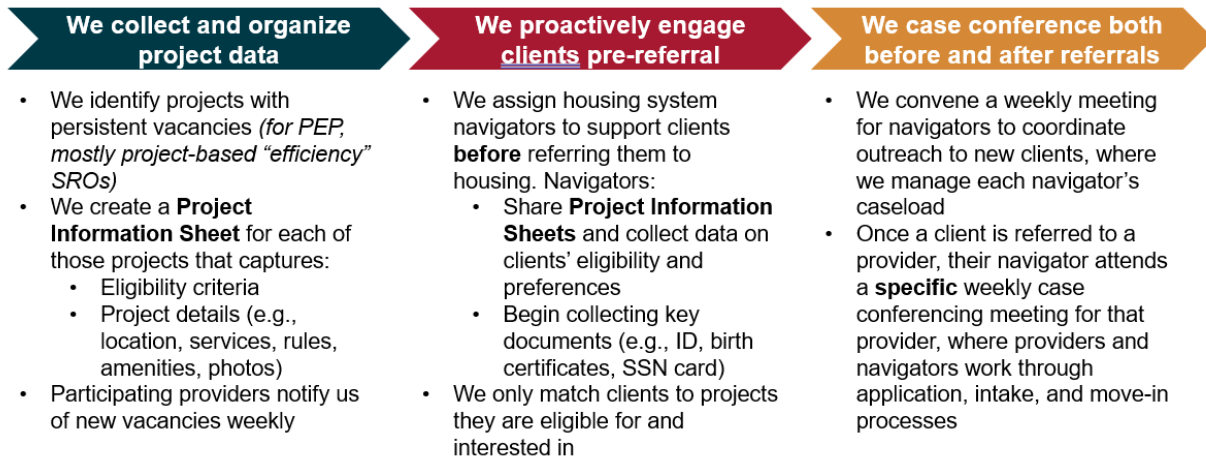 We collect and organize
project data
• We identify projects with
persistent vacancies (for PEP,
mostly project-based “efficiency”
SROs)
• We create a Project
Information Sheet for each of
those projects that captures:
• Eligibility criteria
• Project details (e.g.,
location, services, rules,
amenities, photos)
• Participating providers notify us
of new vacancies weekly
We proactively engage
clients pre-referral
• We assign housing system
navigators to support clients
before referring them to
housing. Navigators:
• Share Project Information
Sheets and collect data on
clients’ eligibility and
preferences
• Begin collecting key
documents (e.g., ID, birth
certificates, SSN card)
• We only match clients to projects
they are eligible for and
interested in
We case conference both
before and after referrals
• We convene a weekly meeting
for navigators to coordinate
outreach to new clients, where
we manage each navigator’s
caseload
• Once a client is referred to a
provider, their navigator attends
a specific weekly case
conferencing meeting for that
provider, where providers and
navigators work through
application, intake, and move-in
processes